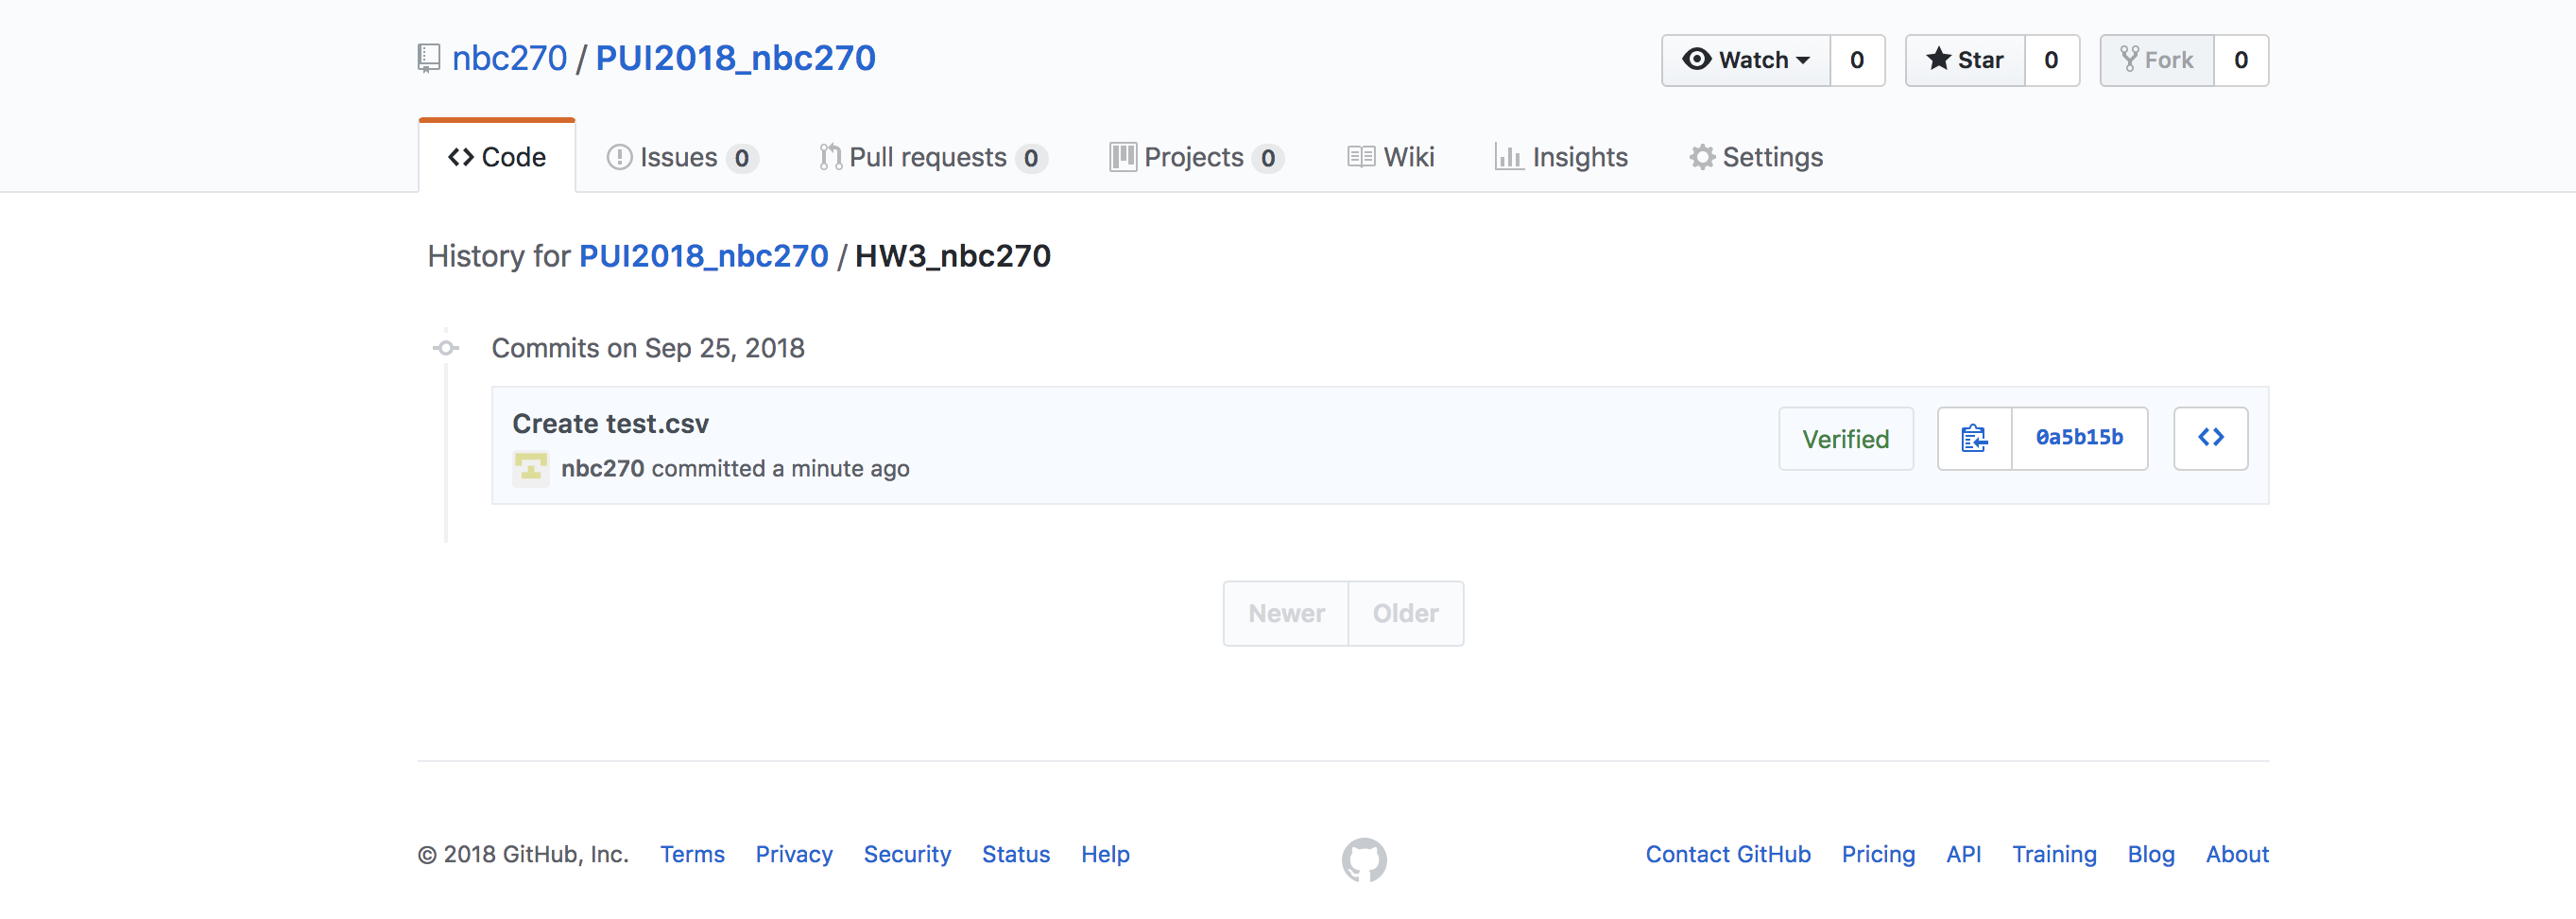 nbc270 / PUI2018_nbc270
Watch 0 Star 0 Fork 0
Code Issues 0 Pull requests 0 Projects 0 Wiki Insights Settings
History for PUI2018_nbc270 / HW3_nbc270
Commits on Sep 25, 2018
Create test.csv
nbc270 committed a minute ago
Verified 0a5b15b
Newer Older
© 2018 GitHub, Inc. Terms Privacy Security Status Help Contact GitHub Pricing API Training Blog About